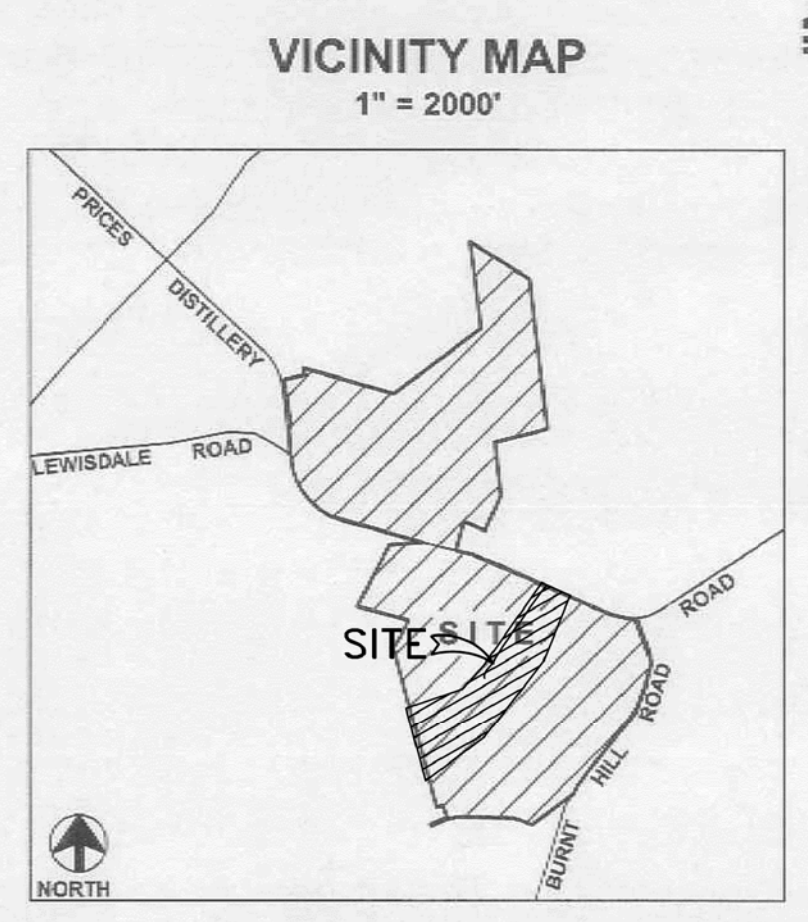 VICINITY MAP
1" = 2000'
PRICES
DISTILLERY
LEWISDALE ROAD
ROAD
SITE
SITE
ROAD
HILL
BURNT
NORTH